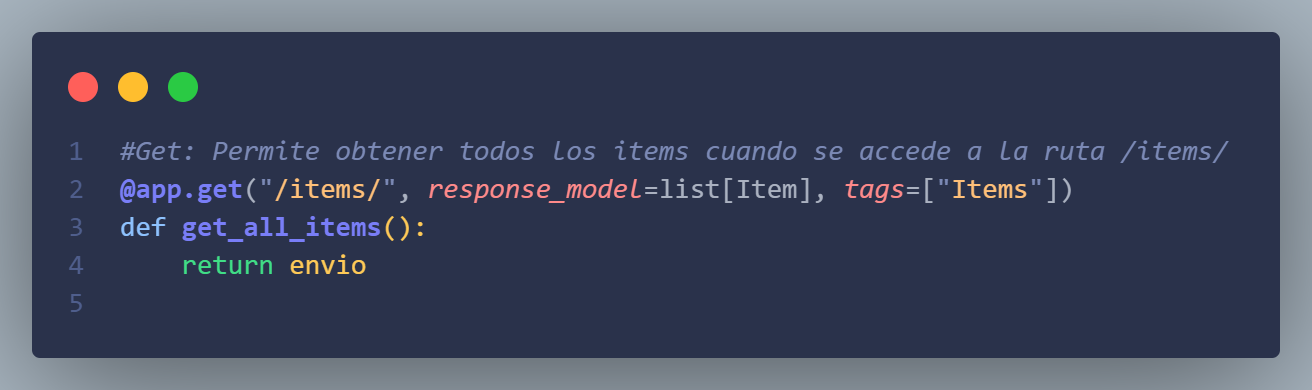 1 #Get: Permite obtener todos los items cuando se accede a la ruta /items/
2 @app.get("/items/", response_model=list[Item], tags=["Items"])
3 def get_all_items():
4     return envio
5